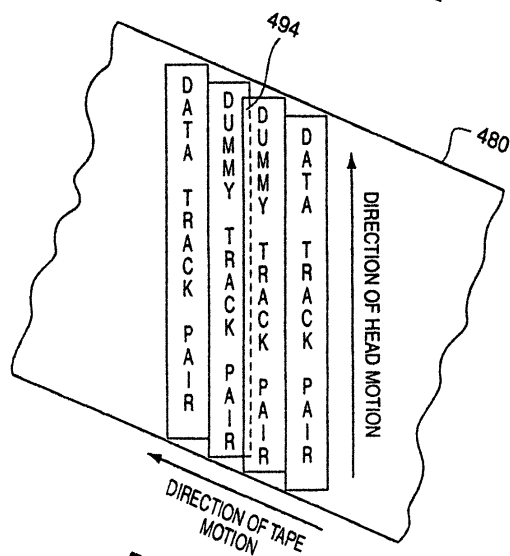 494
480
DATA TRACK PAIR
DUMMY TRACK PAIR
DUMMY TRACK PAIR
DATA TRACK PAIR
DIRECTION OF HEAD MOTION
DIRECTION OF TAPE
MOTION